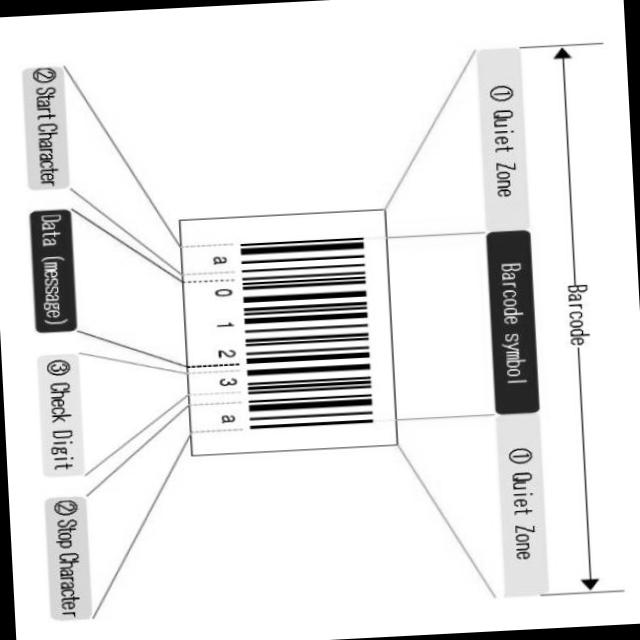 Barcode
① Quiet Zone
Barcode symbol
① Quiet Zone
a 0 1 2 3 a
② Start Character
Data (message)
③ Check Digit
② Stop Character